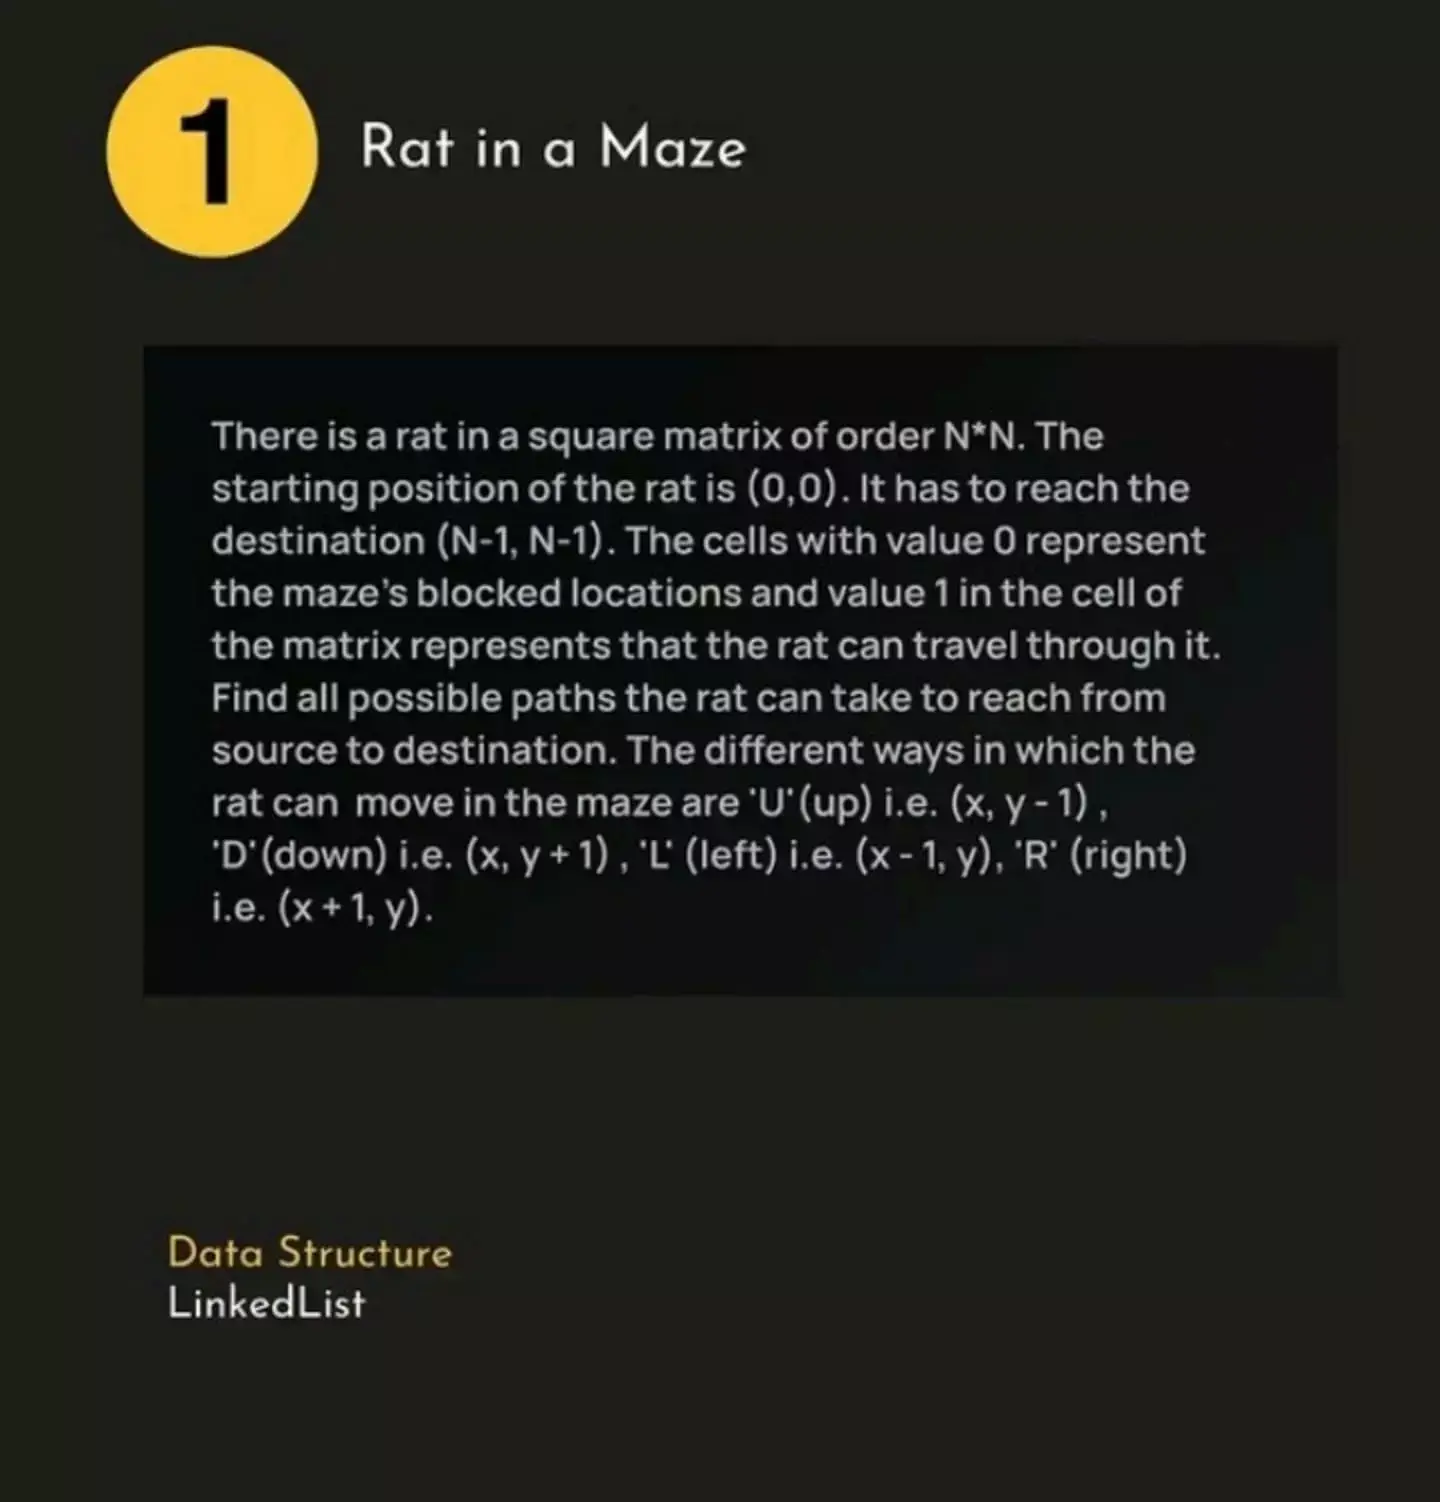 1
Rat in a Maze
There is a rat in a square matrix of order N*N. The
starting position of the rat is (0,0). It has to reach the
destination (N-1, N-1). The cells with value 0 represent
the maze's blocked locations and value 1 in the cell of
the matrix represents that the rat can travel through it.
Find all possible paths the rat can take to reach from
source to destination. The different ways in which the
rat can  move in the maze are 'U'(up) i.e. (x, y - 1) ,
'D'(down) i.e. (x, y + 1) , 'L' (left) i.e. (x - 1, y), 'R' (right)
i.e. (x + 1, y).
Data Structure
LinkedList